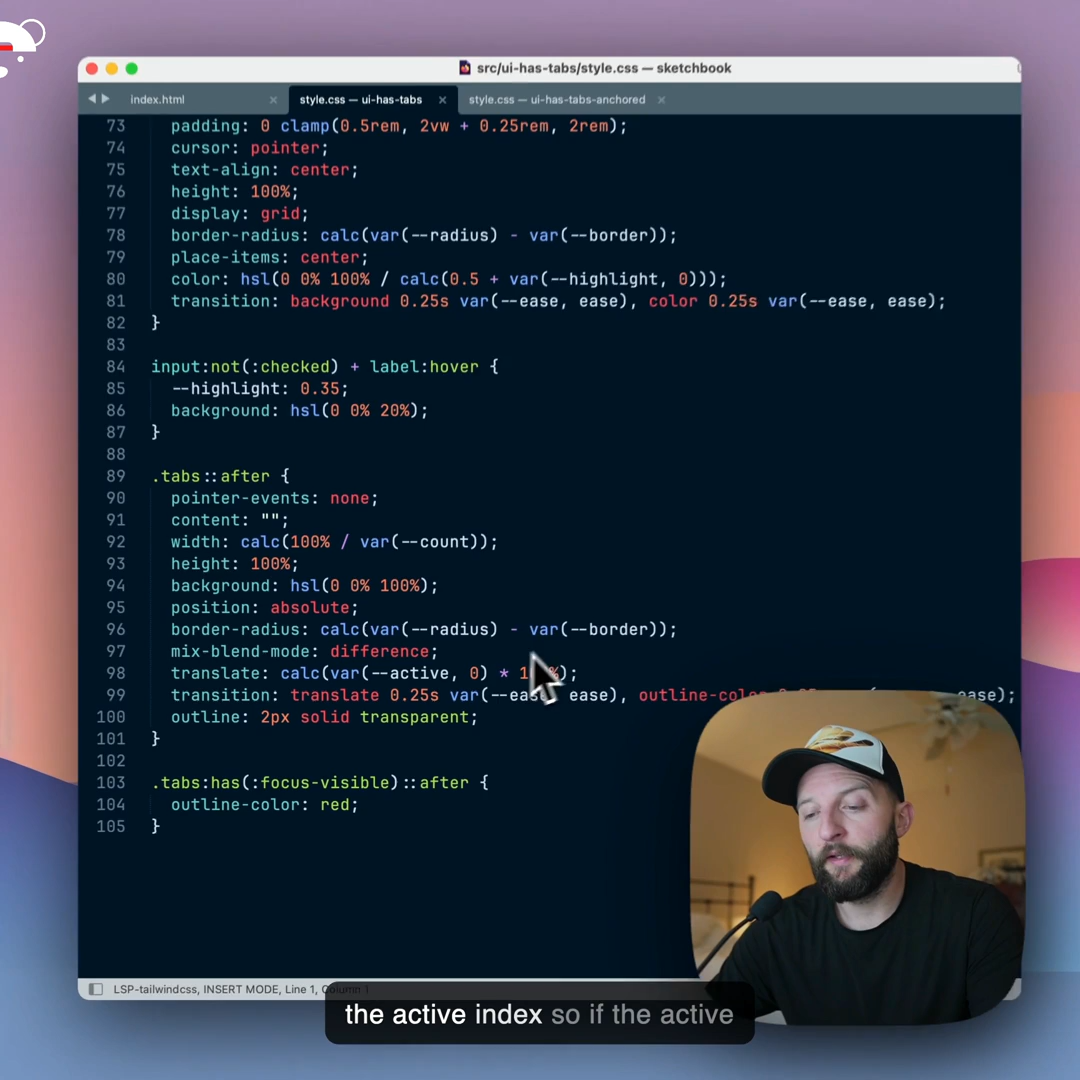 src/ui-has-tabs/style.css — sketchbook
index.html
style.css — ui-has-tabs
style.css — ui-has-tabs-anchored
73 padding: 0 clamp(0.5rem, 2vw + 0.25rem, 2rem);
74 cursor: pointer;
75 text-align: center;
76 height: 100%;
77 display: grid;
78 border-radius: calc(var(--radius) - var(--border));
79 place-items: center;
80 color: hsl(0 0% 100% / calc(0.5 + var(--highlight, 0)));
81 transition: background 0.25s var(--ease, ease), color 0.25s var(--ease, ease);
82 }
83
84 input:not(:checked) + label:hover {
85 --highlight: 0.35;
86 background: hsl(0 0% 20%);
87 }
88
89 .tabs::after {
90 pointer-events: none;
91 content: "";
92 width: calc(100% / var(--count));
93 height: 100%;
94 background: hsl(0 0% 100%);
95 position: absolute;
96 border-radius: calc(var(--radius) - var(--border));
97 mix-blend-mode: difference;
98 translate: calc(var(--active, 0) * 100%);
99 transition: translate 0.25s var(--ease, ease), outline-color ease);
100 outline: 2px solid transparent;
101 }
102
103 .tabs:has(:focus-visible)::after {
104 outline-color: red;
105 }
LSP-tailwindcss, INSERT MODE, Line 1, Column 1
the active index so if the active